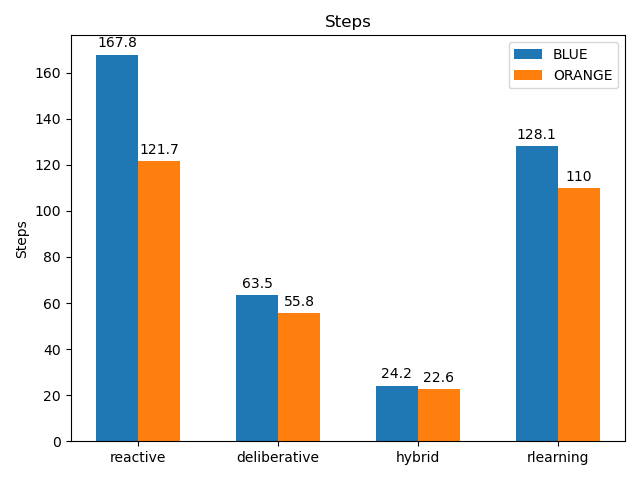 Steps
BLUE
ORANGE
167.8
121.7
63.5
55.8
24.2
22.6
128.1
110
Steps
160
140
120
100
80
60
40
20
0
reactive
deliberative
hybrid
rlearning